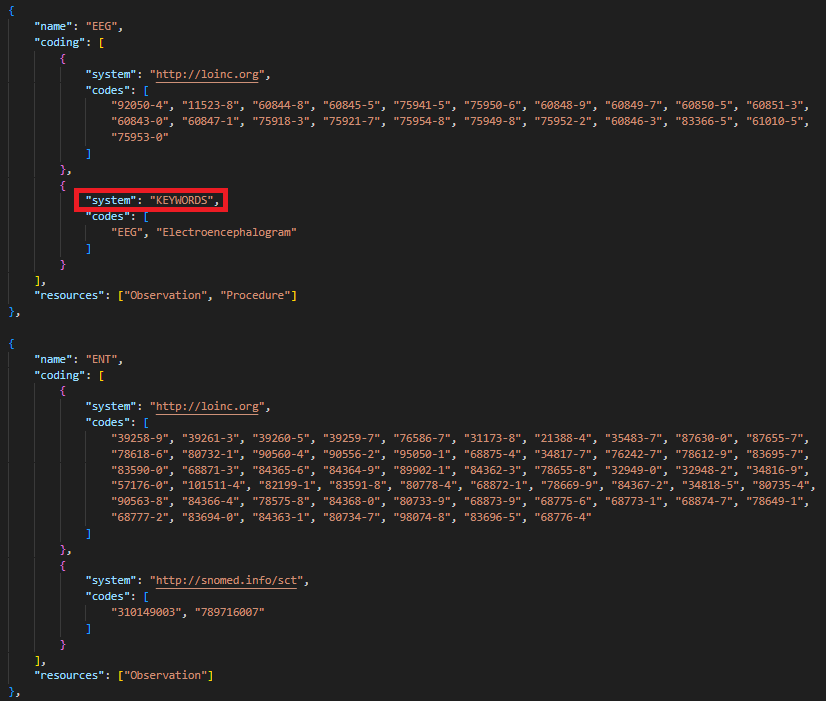 {
"name": "EEG",
"coding": [
{
"system": "http://loinc.org",
"codes": [
"92050-4", "11523-8", "60844-8", "60845-5", "75941-5", "75950-6", "60848-9", "60849-7", "60850-5", "60851-3",
"60843-0", "60847-1", "75918-3", "75921-7", "75954-8", "75949-8", "75952-2", "60846-3", "83366-5", "61010-5",
"75953-0"
]
},
{
"system": "KEYWORDS",
"codes": [
"EEG", "Electroencephalogram"
]
}
],
"resources": ["Observation", "Procedure"]
},
{
"name": "ENT",
"coding": [
{
"system": "http://loinc.org",
"codes": [
"39258-9", "39261-3", "39260-5", "39259-7", "76586-7", "31173-8", "21388-4", "35483-7", "87630-0", "87655-7",
"78618-6", "80732-1", "90560-4", "90556-2", "95050-1", "68875-4", "34817-7", "76242-7", "78612-9", "83695-7",
"83590-0", "68871-3", "84365-6", "84364-9", "89902-1", "84362-3", "78655-8", "32949-0", "32948-2", "34816-9",
"57176-0", "101511-4", "82199-1", "83591-8", "80778-4", "68872-1", "78669-9", "84367-2", "34818-5", "80735-4",
"90563-8", "84366-4", "78575-8", "84368-0", "80733-9", "68873-9", "68775-6", "68773-1", "68874-7", "78649-1",
"68777-2", "83694-0", "84363-1", "80734-7", "98074-8", "83696-5", "68776-4"
]
},
{
"system": "http://snomed.info/sct",
"codes": [
"310149003", "789716007"
]
}
],
"resources": ["Observation"]
},